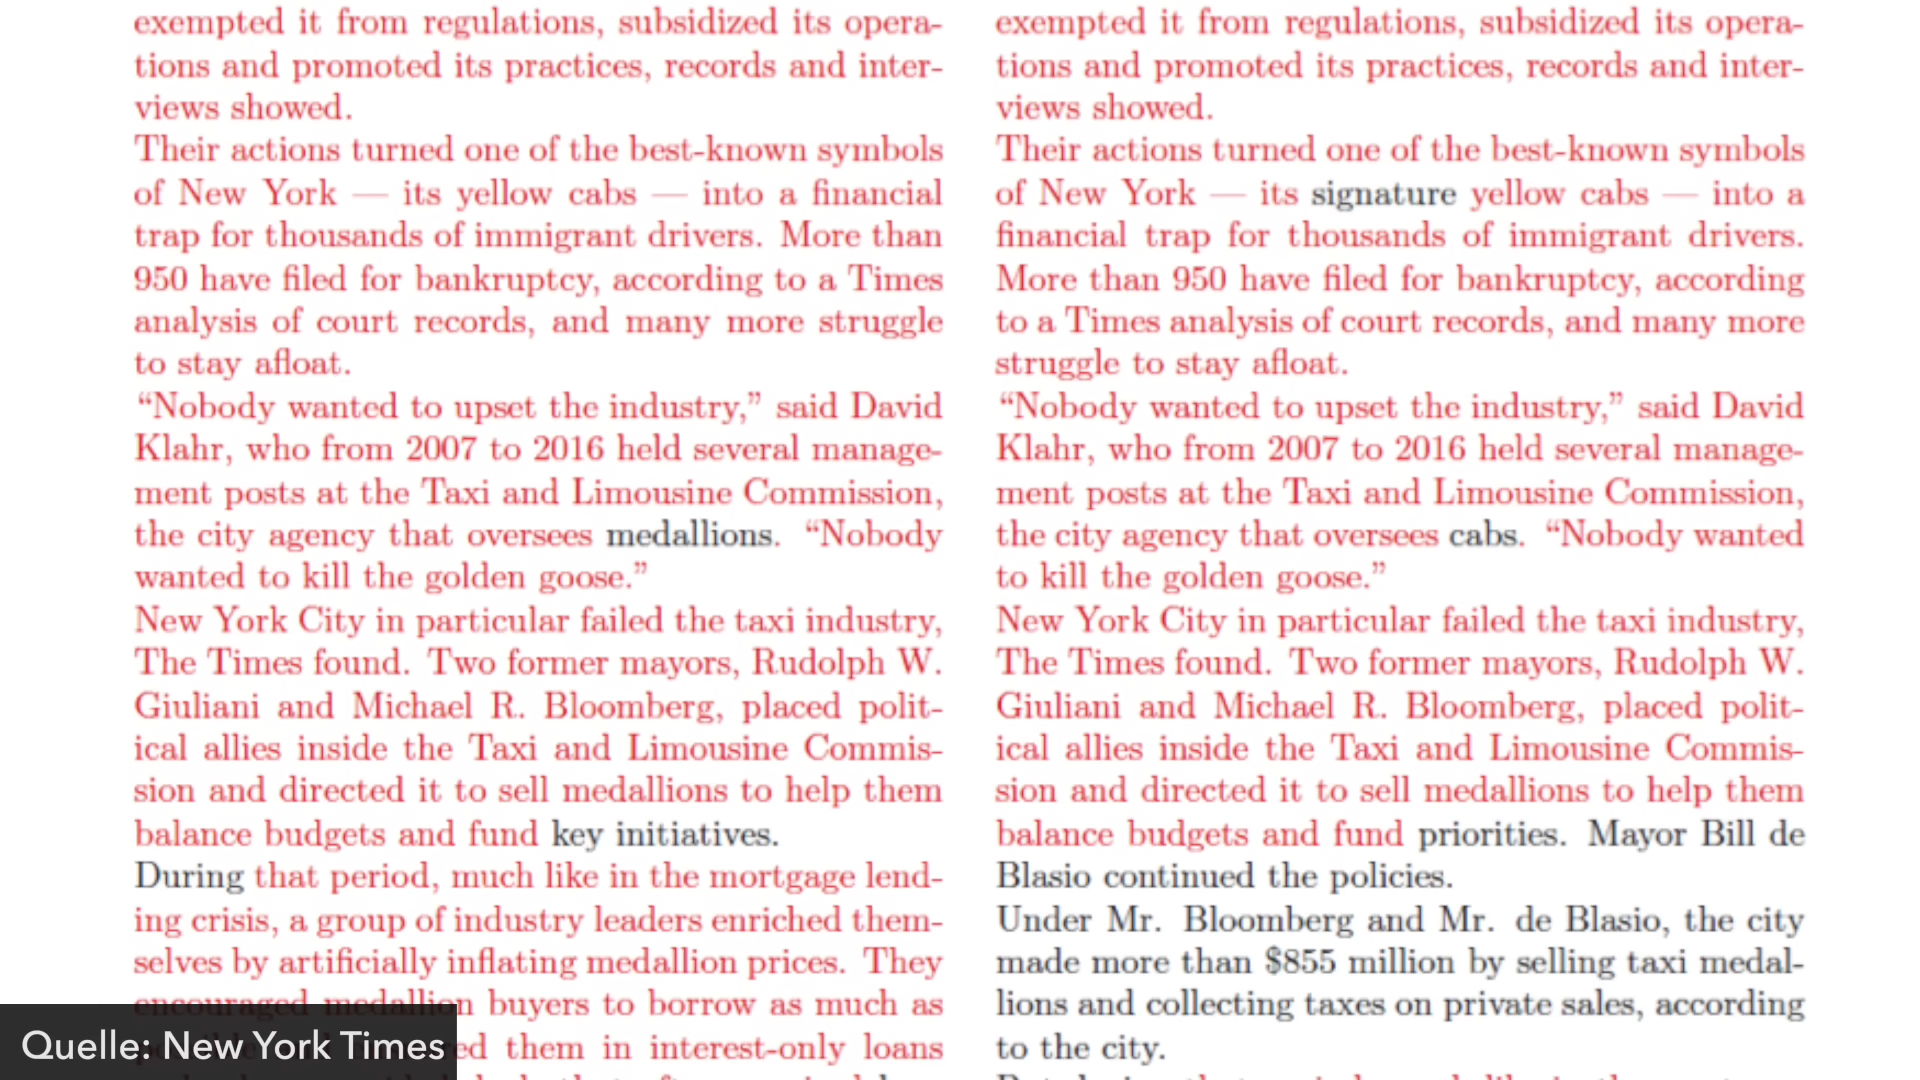 exempted it from regulations, subsidized its opera-
tions and promoted its practices, records and inter-
views showed.
Their actions turned one of the best-known symbols
of New York — its yellow cabs — into a financial
trap for thousands of immigrant drivers. More than
950 have filed for bankruptcy, according to a Times
analysis of court records, and many more struggle
to stay afloat.
“Nobody wanted to upset the industry,” said David
Klahr, who from 2007 to 2016 held several manage-
ment posts at the Taxi and Limousine Commission,
the city agency that oversees medallions. “Nobody
wanted to kill the golden goose.”
New York City in particular failed the taxi industry,
The Times found. Two former mayors, Rudolph W.
Giuliani and Michael R. Bloomberg, placed polit-
ical allies inside the Taxi and Limousine Commis-
sion and directed it to sell medallions to help them
balance budgets and fund key initiatives.
During that period, much like in the mortgage lend-
ing crisis, a group of industry leaders enriched them-
selves by artificially inflating medallion prices. They
encouraged medallion buyers to borrow as much as
them in interest-only loans
exempted it from regulations, subsidized its opera-
tions and promoted its practices, records and inter-
views showed.
Their actions turned one of the best-known symbols
of New York — its signature yellow cabs — into a
financial trap for thousands of immigrant drivers.
More than 950 have filed for bankruptcy, according
to a Times analysis of court records, and many more
struggle to stay afloat.
“Nobody wanted to upset the industry,” said David
Klahr, who from 2007 to 2016 held several manage-
ment posts at the Taxi and Limousine Commission,
the city agency that oversees cabs. “Nobody wanted
to kill the golden goose.”
New York City in particular failed the taxi industry,
The Times found. Two former mayors, Rudolph W.
Giuliani and Michael R. Bloomberg, placed polit-
ical allies inside the Taxi and Limousine Commis-
sion and directed it to sell medallions to help them
balance budgets and fund priorities. Mayor Bill de
Blasio continued the policies.
Under Mr. Bloomberg and Mr. de Blasio, the city
made more than $855 million by selling taxi medal-
lions and collecting taxes on private sales, according
to the city.
Quelle: New York Times